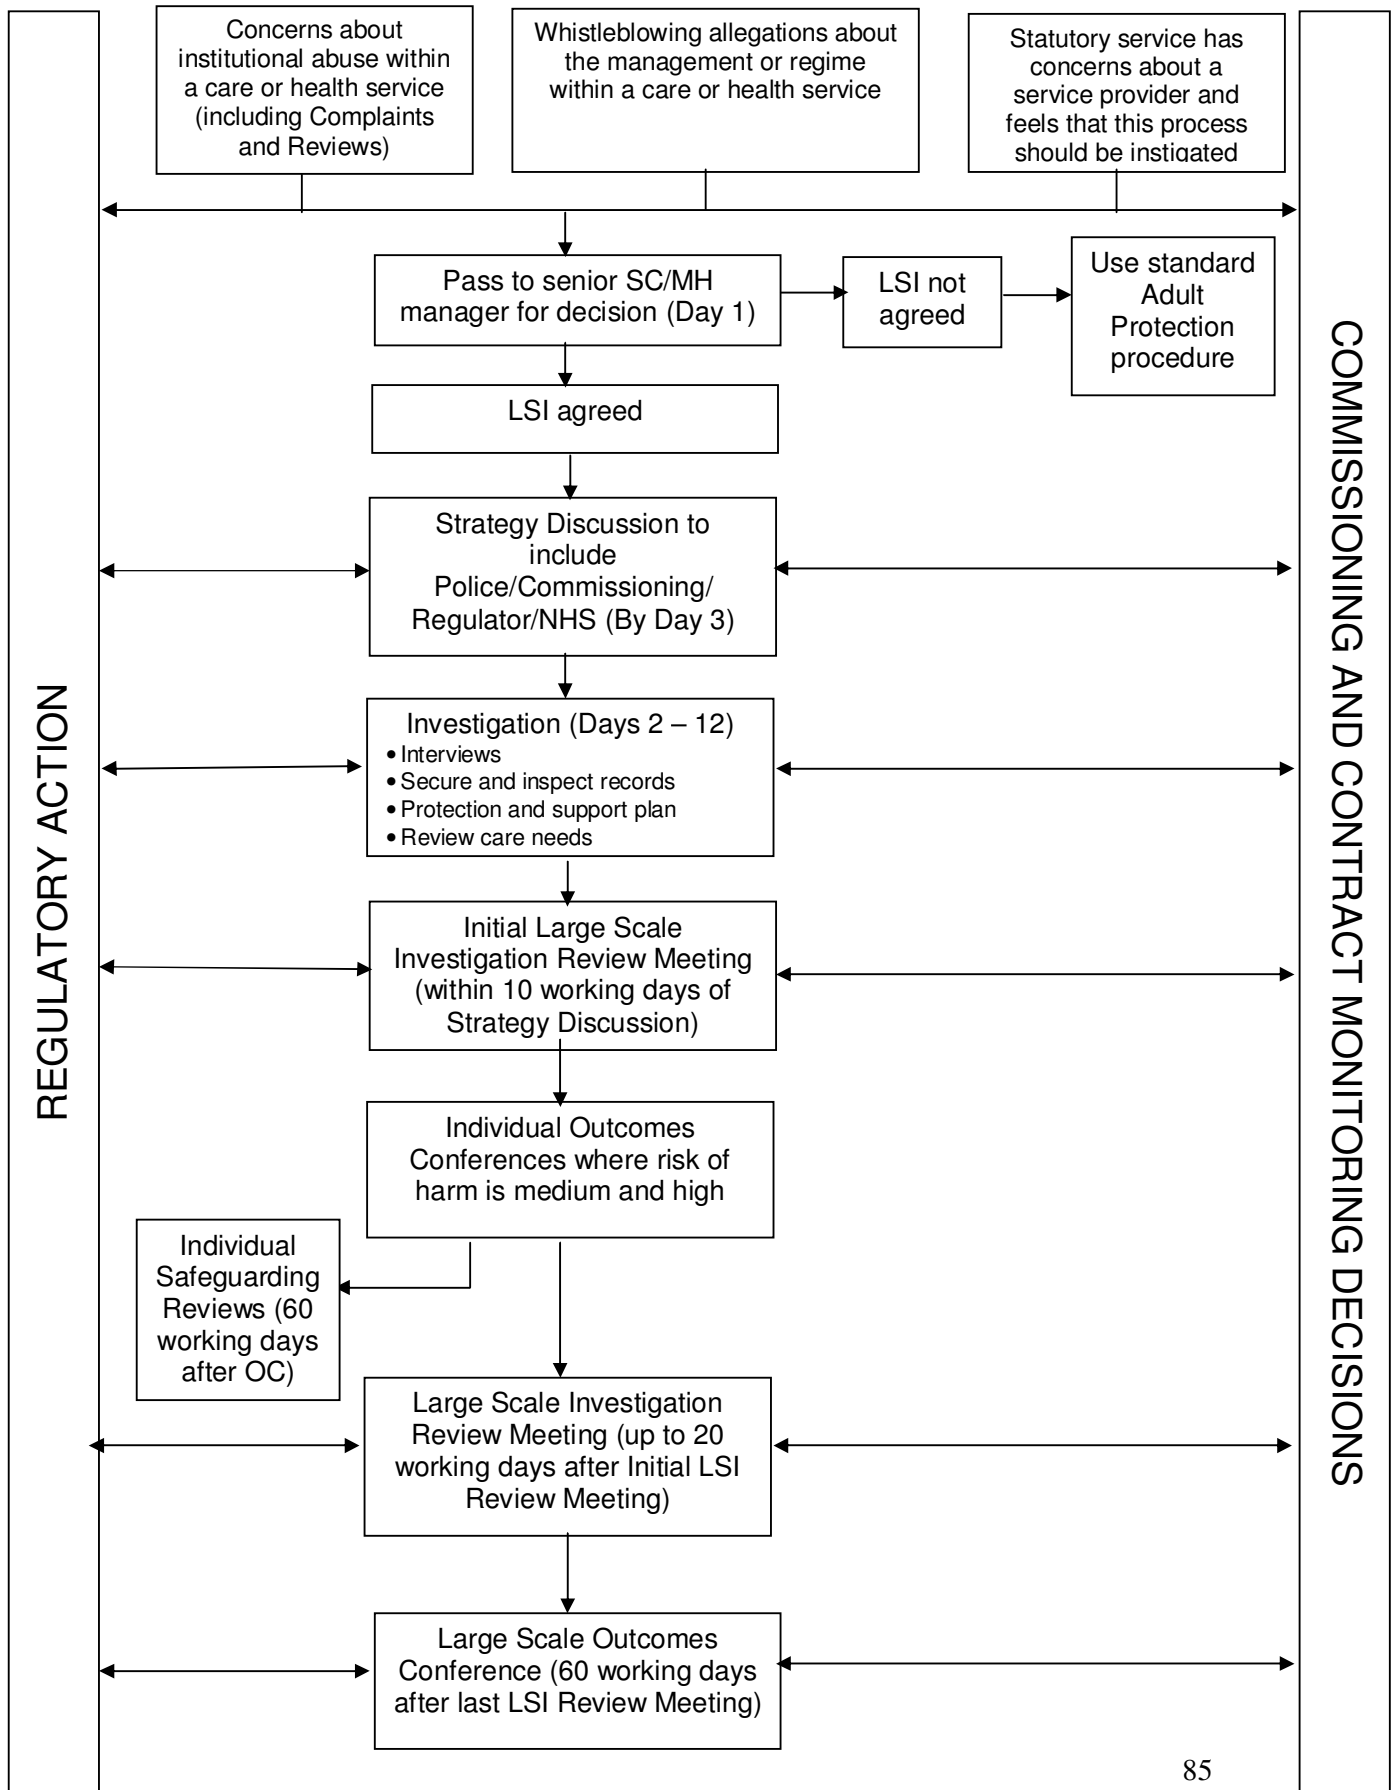 Concerns about
institutional abuse within
a care or health service
(including Complaints
and Reviews)
Whistleblowing allegations about
the management or regime
within a care or health service
Statutory service has
concerns about a
service provider and
feels that this process
should be instigated
Pass to senior SC/MH
manager for decision (Day 1)
LSI not
agreed
Use standard
Adult
Protection
procedure
LSI agreed
Strategy Discussion to
include
Police/Commissioning/
Regulator/NHS (By Day 3)
Investigation (Days 2 – 12)
• Interviews
• Secure and inspect records
• Protection and support plan
• Review care needs
Initial Large Scale
Investigation Review Meeting
(within 10 working days of
Strategy Discussion)
Individual Outcomes
Conferences where risk of
harm is medium and high
Individual
Safeguarding
Reviews (60
working days
after OC)
Large Scale Investigation
Review Meeting (up to 20
working days after Initial LSI
Review Meeting)
Large Scale Outcomes
Conference (60 working days
after last LSI Review Meeting)
REGULATORY ACTION
COMMISSIONING AND CONTRACT MONITORING DECISIONS
85